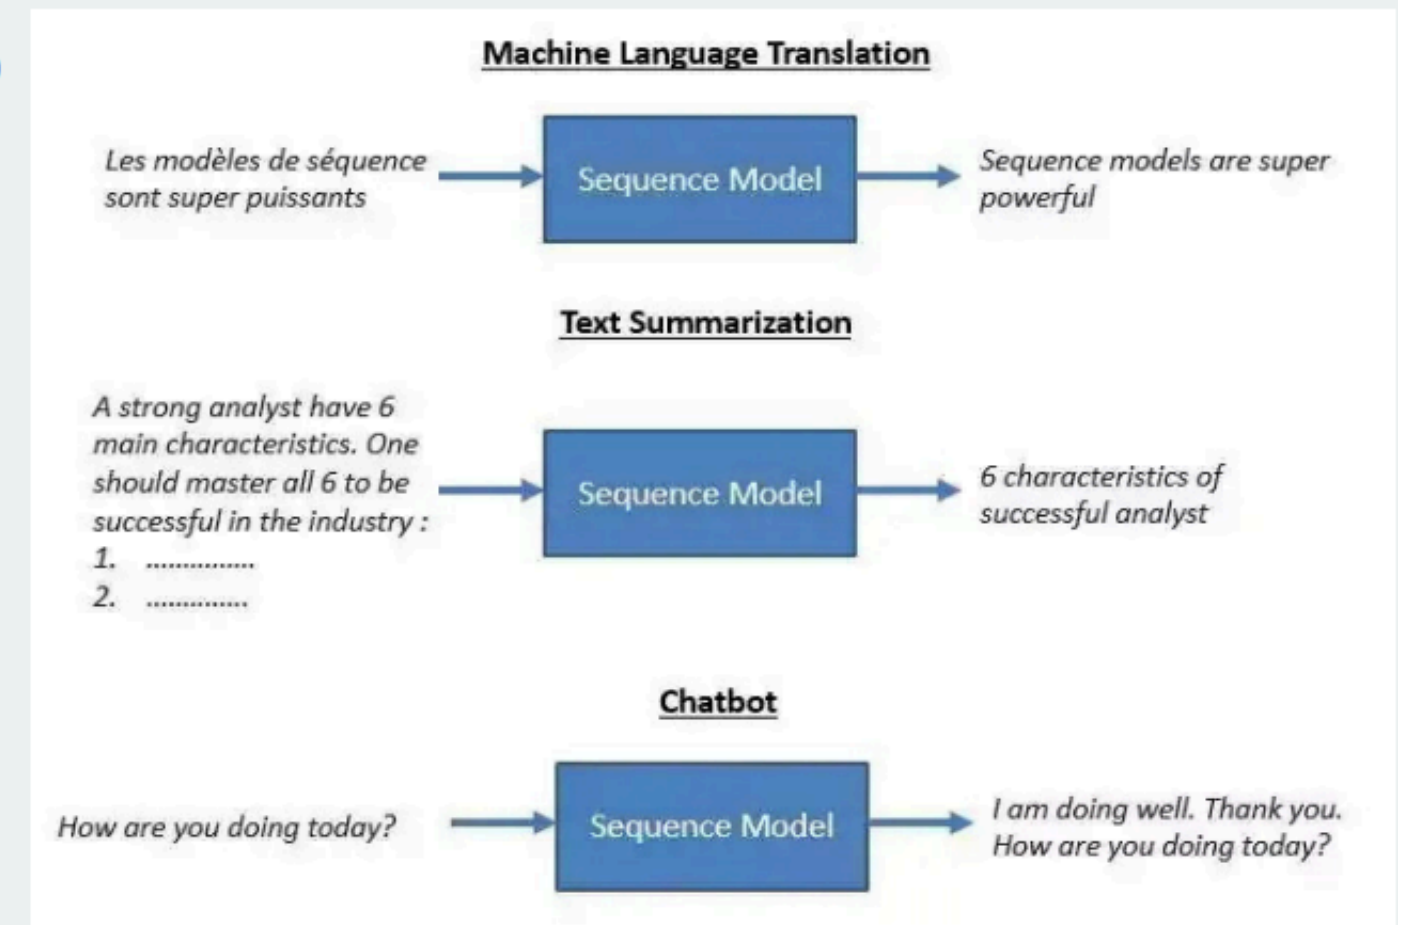 Machine Language Translation
Les modèles de séquence
sont super puissants
Sequence Model
Sequence models are super
powerful
Text Summarization
A strong analyst have 6
main characteristics. One
should master all 6 to be
successful in the industry :
1. ...............
2. ..............
Sequence Model
6 characteristics of
successful analyst
Chatbot
How are you doing today?
Sequence Model
I am doing well. Thank you.
How are you doing today?